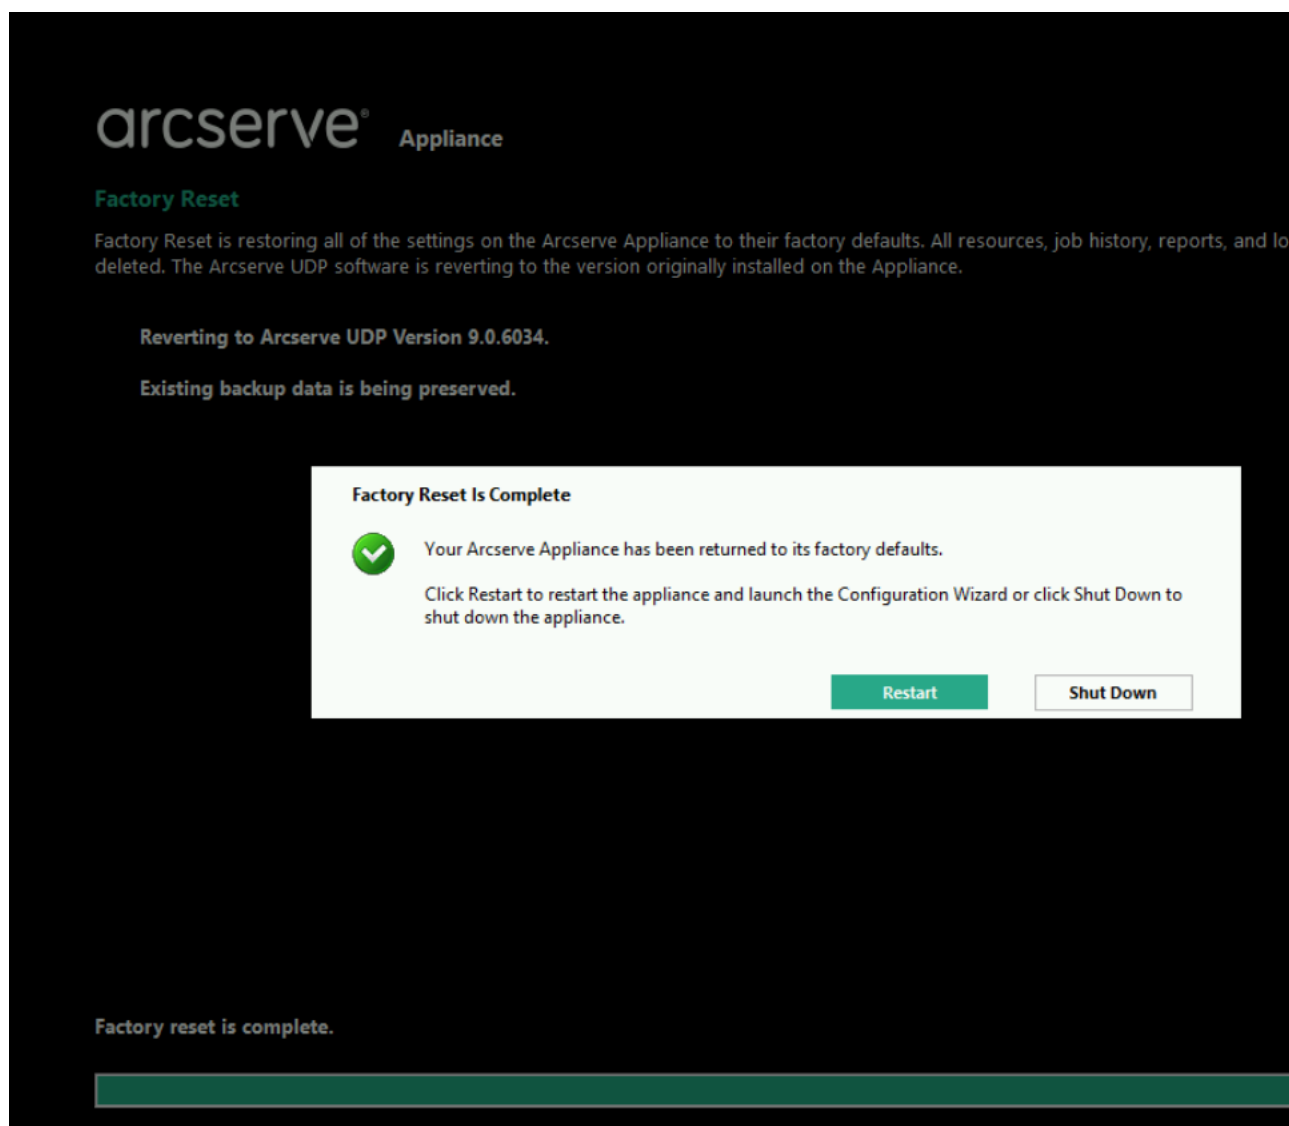 arcserve® Appliance
Factory Reset
Factory Reset is restoring all of the settings on the Arcserve Appliance to their factory defaults. All resources, job history, reports, and lo
deleted. The Arcserve UDP software is reverting to the version originally installed on the Appliance.
Reverting to Arcserve UDP Version 9.0.6034.
Existing backup data is being preserved.
Factory Reset Is Complete
Your Arcserve Appliance has been returned to its factory defaults.
Click Restart to restart the appliance and launch the Configuration Wizard or click Shut Down to
shut down the appliance.
Restart Shut Down
Factory reset is complete.